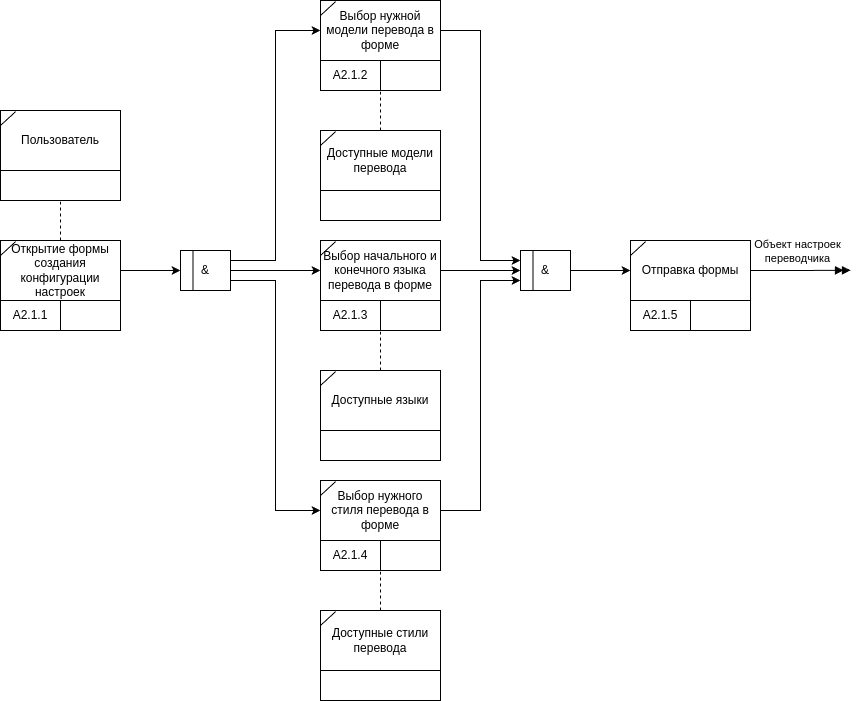 Выбор нужной
модели перевода в
форме
A2.1.2
Пользователь
Доступные модели
перевода
Открытие формы
создания
конфигурации
настроек
A2.1.1
&
Выбор начального и
конечного языка
перевода в форме
A2.1.3
&
Отправка формы
A2.1.5
Объект настроек
переводчика
Доступные языки
Выбор нужного
стиля перевода в
форме
A2.1.4
Доступные стили
перевода